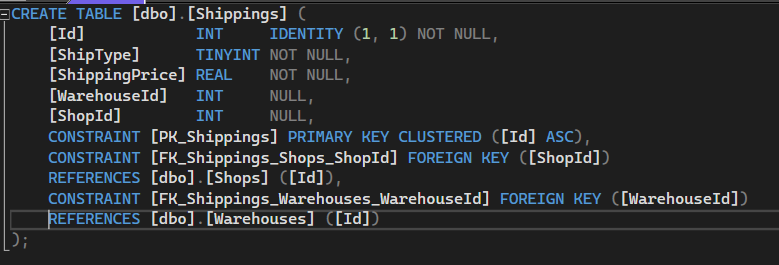 CREATE TABLE [dbo].[Shippings] (
    [Id]            INT     IDENTITY (1, 1) NOT NULL,
    [ShipType]      TINYINT NOT NULL,
    [ShippingPrice] REAL    NOT NULL,
    [WarehouseId]   INT     NULL,
    [ShopId]        INT     NULL,
    CONSTRAINT [PK_Shippings] PRIMARY KEY CLUSTERED ([Id] ASC),
    CONSTRAINT [FK_Shippings_Shops_ShopId] FOREIGN KEY ([ShopId])
    REFERENCES [dbo].[Shops] ([Id]),
    CONSTRAINT [FK_Shippings_Warehouses_WarehouseId] FOREIGN KEY ([WarehouseId])
    REFERENCES [dbo].[Warehouses] ([Id])
);